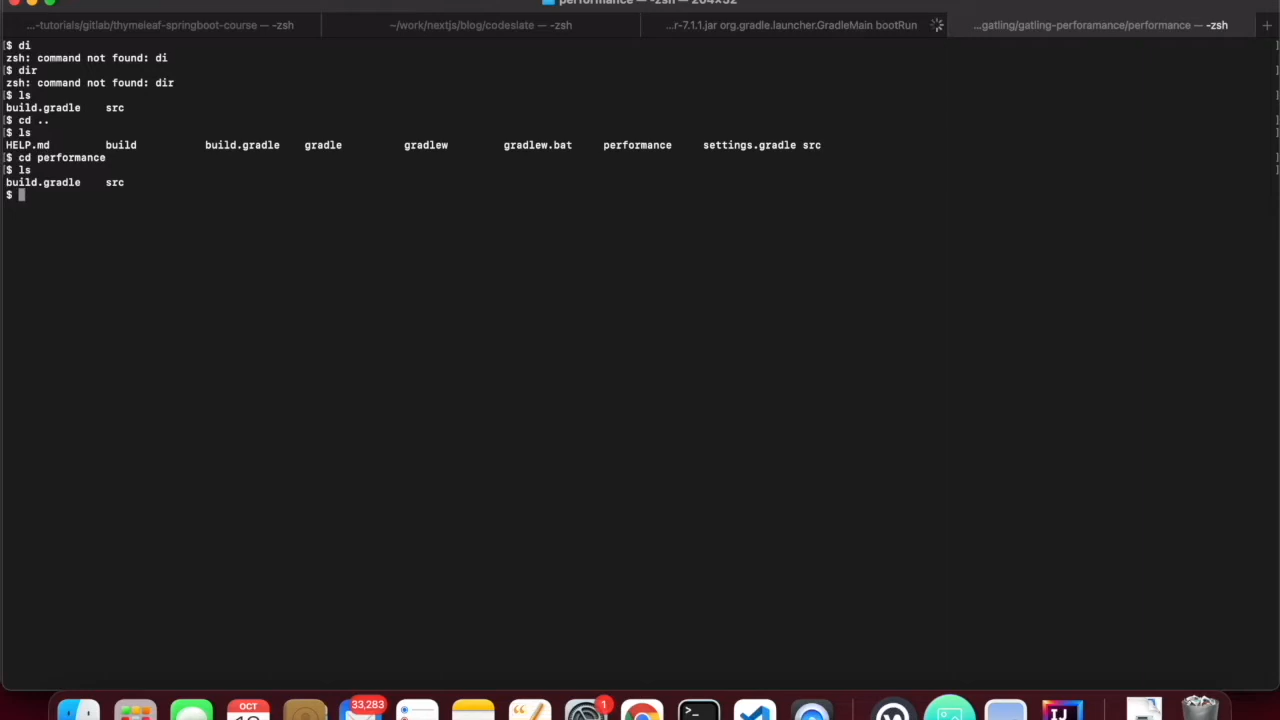 performance — -zsh — 204×52
...-tutorials/gitlab/thymeleaf-springboot-course — -zsh
~/work/nextjs/blog/codeslate — -zsh
...r-7.1.1.jar org.gradle.launcher.GradleMain bootRun
...gatling/gatling-perforamance/performance — -zsh
$ di
zsh: command not found: di
$ dir
zsh: command not found: dir
$ ls
build.gradle src
$ cd ..
$ ls
HELP.md build build.gradle gradle gradlew gradlew.bat performance settings.gradle src
$ cd performance
$ ls
build.gradle src
$
OCT
33,283
1